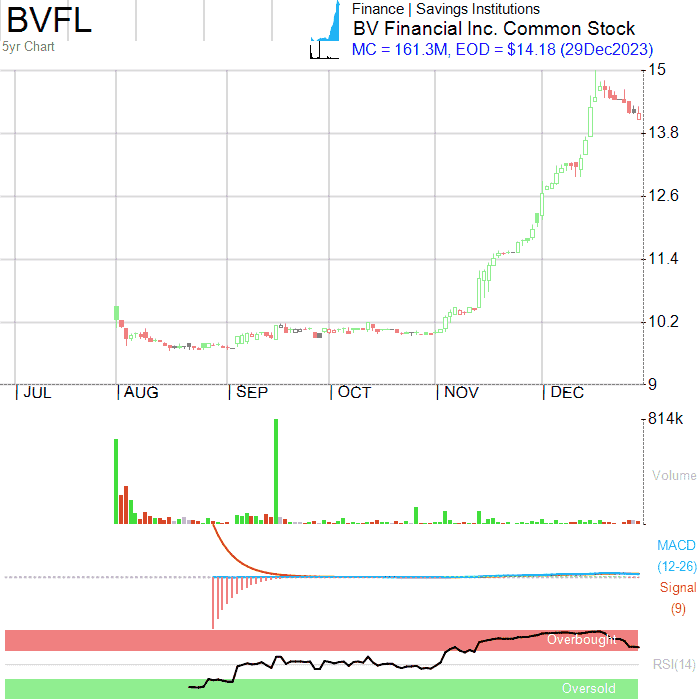 BVFL
5yr Chart
Finance | Savings Institutions
BV Financial Inc. Common Stock
MC = 161.3M, EOD = $14.18 (29Dec2023)
15
13.8
12.6
11.4
10.2
9
JUL AUG SEP OCT NOV DEC
814k
Volume
MACD
(12-26)
Signal
(9)
Overbought
RSI(14)
Oversold